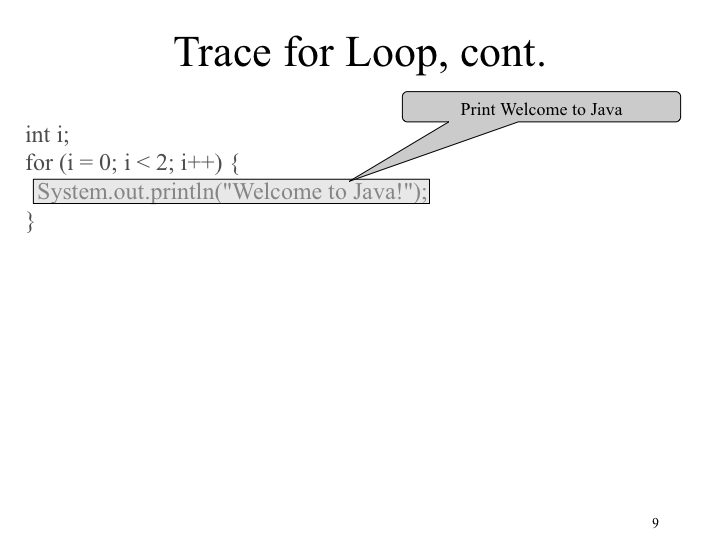 Trace for Loop, cont.
Print Welcome to Java
int i;
for (i = 0; i < 2; i++) {
System.out.println("Welcome to Java!");
}
9